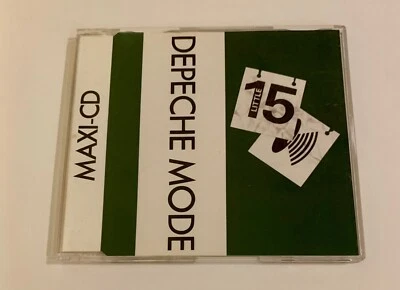 MAXI-CD
DEPECHE MODE
LITTLE
15